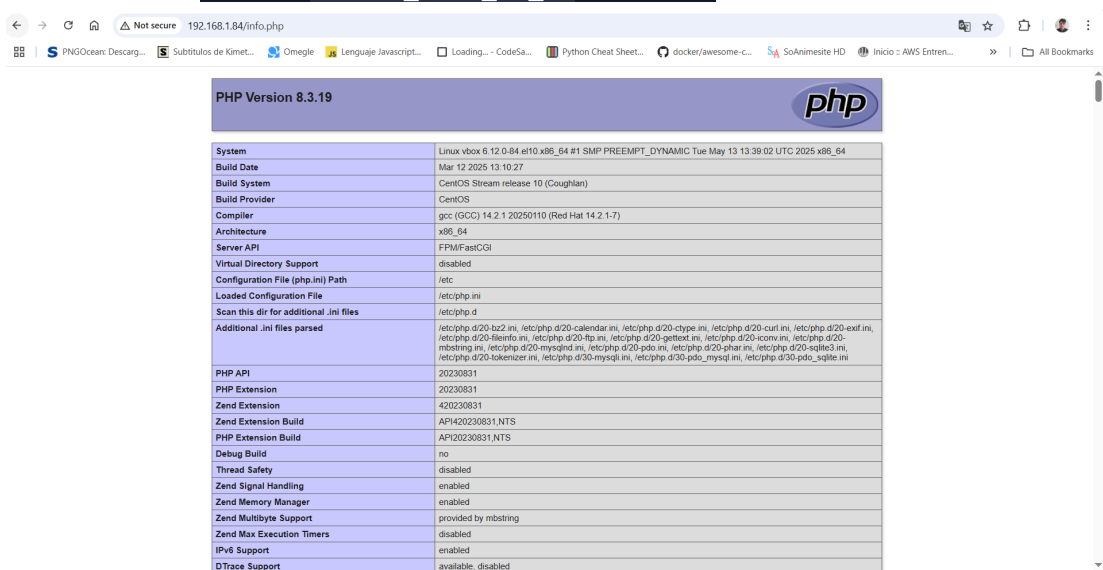 Not secure 192.168.1.84/info.php
PNGOcean: Descarg... Subtitulos de Kimet... Omegle Lenguaje Javascript... Loading... - CodeSa... Python Cheat Sheet... docker/awesome-c... SoAnimesite HD Inicio :: AWS Entren... » All Bookmarks
PHP Version 8.3.19
php
System Linux vbox 6.12.0-84.el10.x86_64 #1 SMP PREEMPT_DYNAMIC Tue May 13 13:39:02 UTC 2025 x86_64
Build Date Mar 12 2025 13:10:27
Build System CentOS Stream release 10 (Coughlan)
Build Provider CentOS
Compiler gcc (GCC) 14.2.1 20250110 (Red Hat 14.2.1-7)
Architecture x86_64
Server API FPM/FastCGI
Virtual Directory Support disabled
Configuration File (php.ini) Path /etc
Loaded Configuration File /etc/php.ini
Scan this dir for additional .ini files /etc/php.d
Additional .ini files parsed /etc/php.d/20-bz2.ini, /etc/php.d/20-calendar.ini, /etc/php.d/20-ctype.ini, /etc/php.d/20-curl.ini, /etc/php.d/20-exif.ini,
/etc/php.d/20-fileinfo.ini, /etc/php.d/20-ftp.ini, /etc/php.d/20-gettext.ini, /etc/php.d/20-iconv.ini, /etc/php.d/20-
mbstring.ini, /etc/php.d/20-mysqlnd.ini, /etc/php.d/20-pdo.ini, /etc/php.d/20-phar.ini, /etc/php.d/20-sqlite3.ini,
/etc/php.d/20-tokenizer.ini, /etc/php.d/30-mysqli.ini, /etc/php.d/30-pdo_mysql.ini, /etc/php.d/30-pdo_sqlite.ini
PHP API 20230831
PHP Extension 20230831
Zend Extension 420230831
Zend Extension Build API420230831,NTS
PHP Extension Build API20230831,NTS
Debug Build no
Thread Safety disabled
Zend Signal Handling enabled
Zend Memory Manager enabled
Zend Multibyte Support provided by mbstring
Zend Max Execution Timers disabled
IPv6 Support enabled
DTrace Support available, disabled